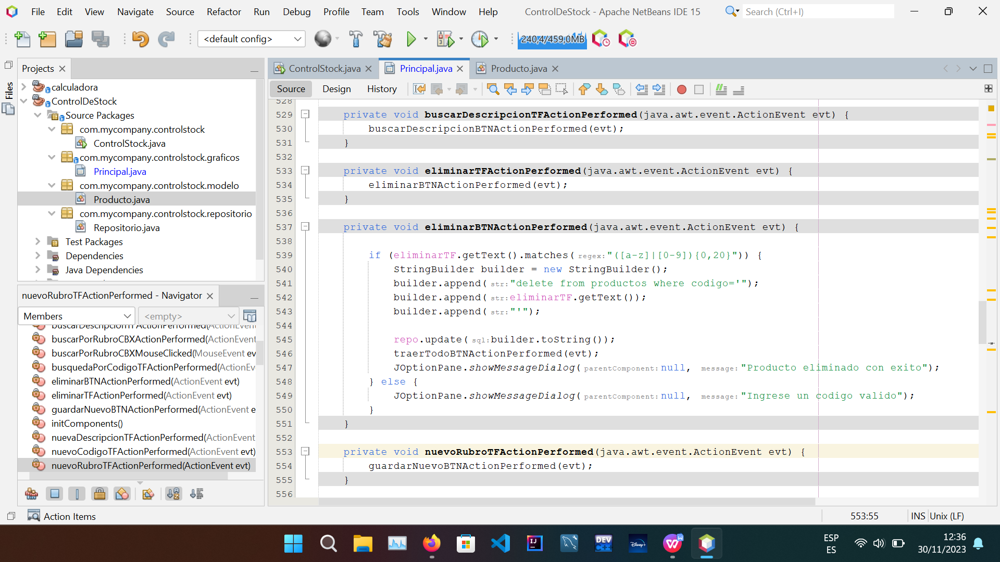 File Edit View Navigate Source Refactor Run Debug Profile Team Tools Window Help ControlDeStock - Apache NetBeans IDE 15 Search (Ctrl+I)
<default config> 240,4/459,0MB
Files
Projects
calculadora
ControlDeStock
Source Packages
com.mycompany.controlstock
ControlStock.java
com.mycompany.controlstock.graficos
Principal.java
com.mycompany.controlstock.modelo
Producto.java
com.mycompany.controlstock.repositorio
Repositorio.java
Test Packages
Dependencies
Java Dependencies
nuevoRubroTFActionPerformed - Navigator
Members <empty>
buscarDescripcionTFActionPerformed(ActionEvent
buscarPorRubroCBXActionPerformed(ActionEvent
buscarPorRubroCBXMouseClicked(MouseEvent ev
busquedaPorCodigoTFActionPerformed(ActionEv
eliminarBTNActionPerformed(ActionEvent evt)
eliminarTFActionPerformed(ActionEvent evt)
guardarNuevoBTNActionPerformed(ActionEvent e
initComponents()
nuevaDescripcionTFActionPerformed(ActionEvent
nuevoCodigoTFActionPerformed(ActionEvent evt)
nuevoRubroTFActionPerformed(ActionEvent evt)
ControlStock.java Principal.java Producto.java
Source Design History
528
529 private void buscarDescripcionTFActionPerformed(java.awt.event.ActionEvent evt) {
530 buscarDescripcionBTNActionPerformed(evt);
531 }
532
533 private void eliminarTFActionPerformed(java.awt.event.ActionEvent evt) {
534 eliminarBTNActionPerformed(evt);
535 }
536
537 private void eliminarBTNActionPerformed(java.awt.event.ActionEvent evt) {
538
539 if (eliminarTF.getText().matches( regex: "([a-z]|[0-9]){0,20}")) {
540 StringBuilder builder = new StringBuilder();
541 builder.append( str: "delete from productos where codigo='");
542 builder.append( str: eliminarTF.getText());
543 builder.append( str: "'");
544
545 repo.update( sql: builder.toString());
546 traerTodoBTNActionPerformed(evt);
547 JOptionPane.showMessageDialog( parentComponent: null, message: "Producto eliminado con exito");
548 } else {
549 JOptionPane.showMessageDialog( parentComponent: null, message: "Ingrese un codigo valido");
550 }
551 }
552
553 private void nuevoRubroTFActionPerformed(java.awt.event.ActionEvent evt) {
554 guardarNuevoBTNActionPerformed(evt);
555 }
556
Action Items 553:55 INS Unix (LF)
IJ DEV C++ Disney+ W
ESP
ES
12:36
30/11/2023